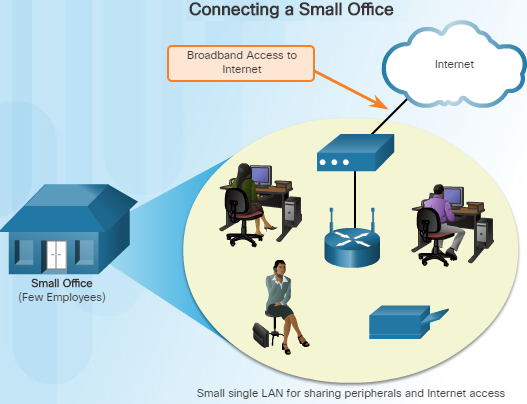 Connecting a Small Office
Broadband Access to
Internet
Internet
Small Office
(Few Employees)
Small single LAN for sharing peripherals and Internet access